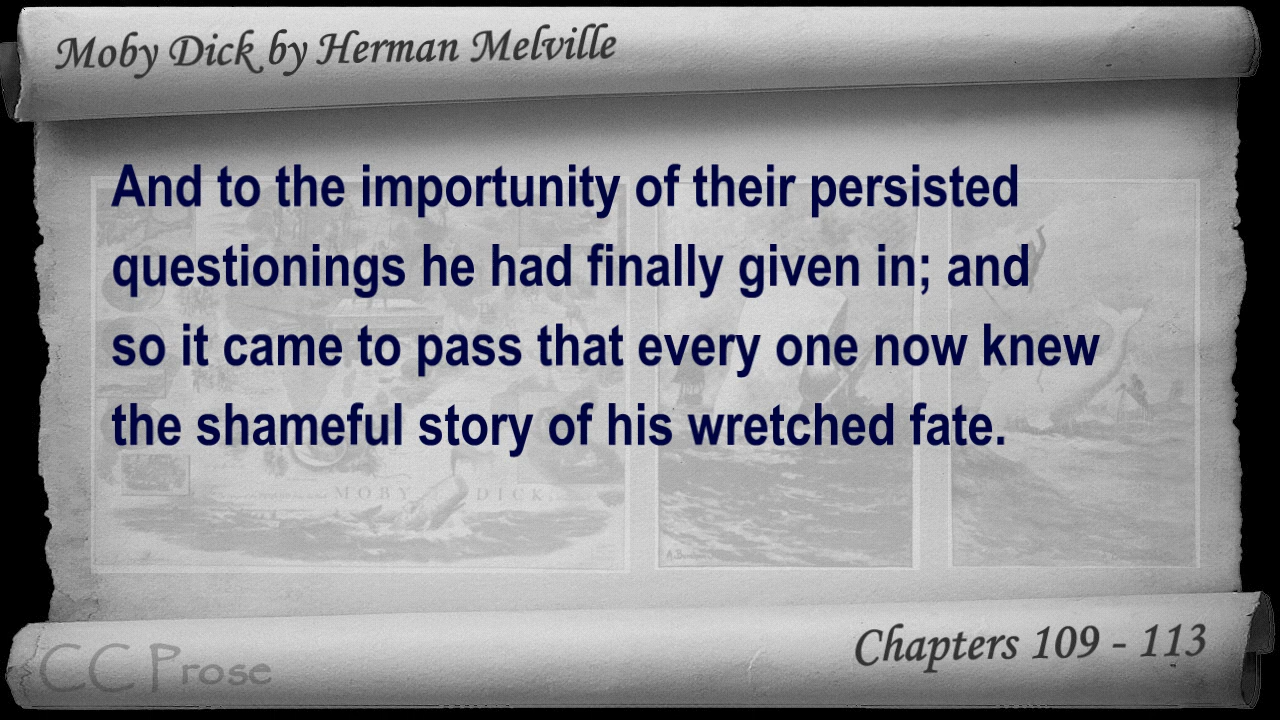 Moby Dick by Herman Melville
And to the importunity of their persisted
questionings he had finally given in; and
so it came to pass that every one now knew
the shameful story of his wretched fate.
MOBY DICK
Chapters 109 - 113
CC Prose